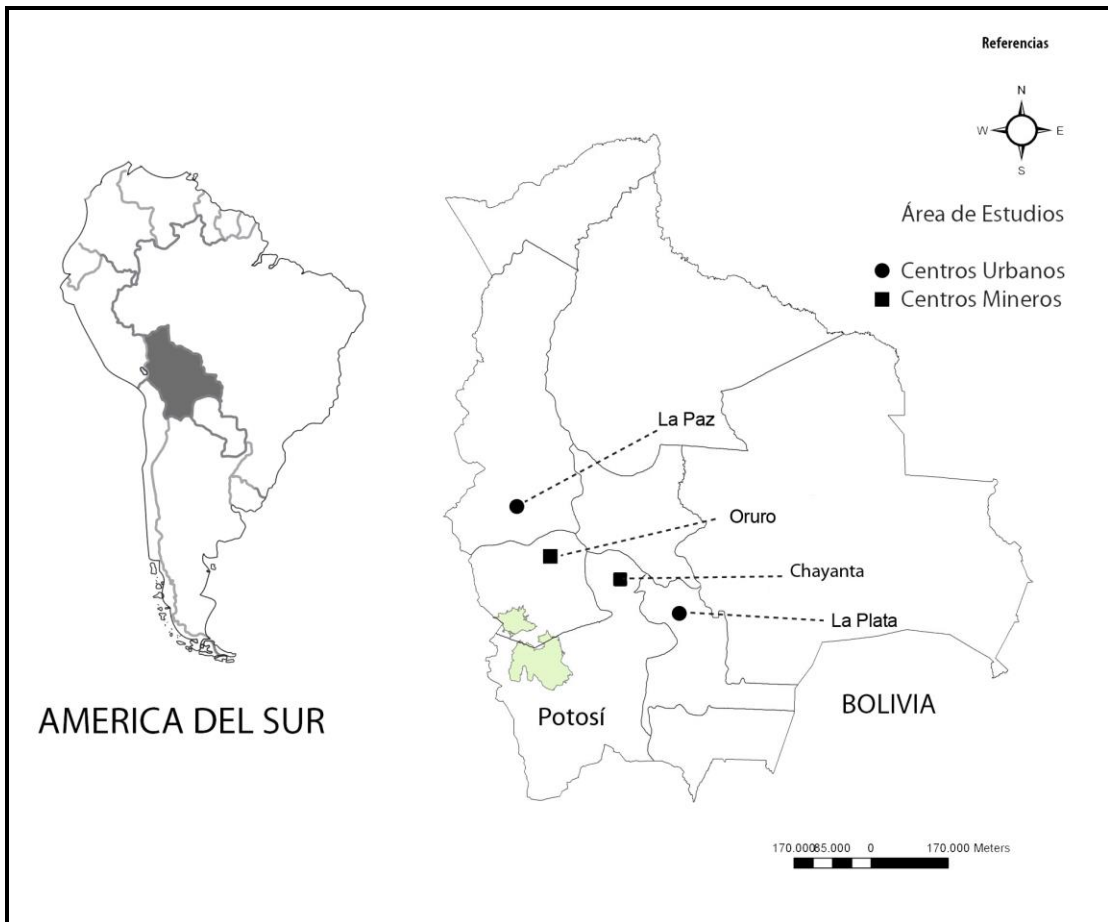 Referencias
N
W
E
S
Área de Estudios
Centros Urbanos
Centros Mineros
La Paz
Oruro
Chayanta
La Plata
Potosí
BOLIVIA
AMERICA DEL SUR
170.000 85.000 0 170.000 Meters